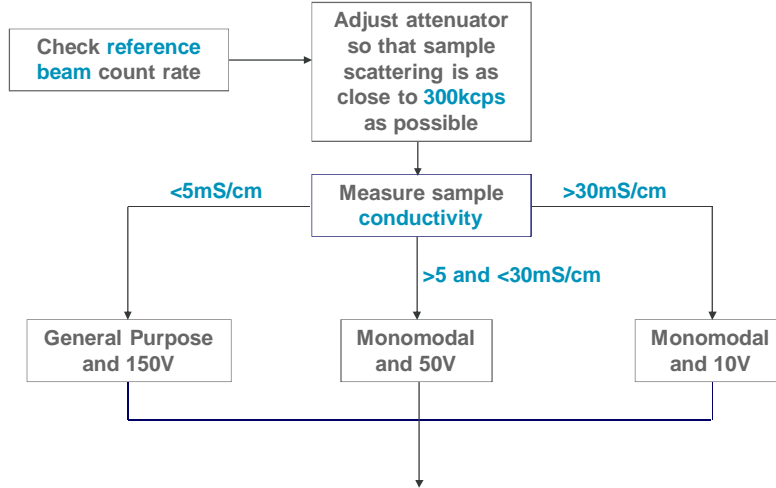 Check reference
beam count rate
Adjust attenuator
so that sample
scattering is as
close to 300kcps
as possible
Measure sample
conductivity
<5mS/cm
>30mS/cm
>5 and <30mS/cm
General Purpose
and 150V
Monomodal
and 50V
Monomodal
and 10V